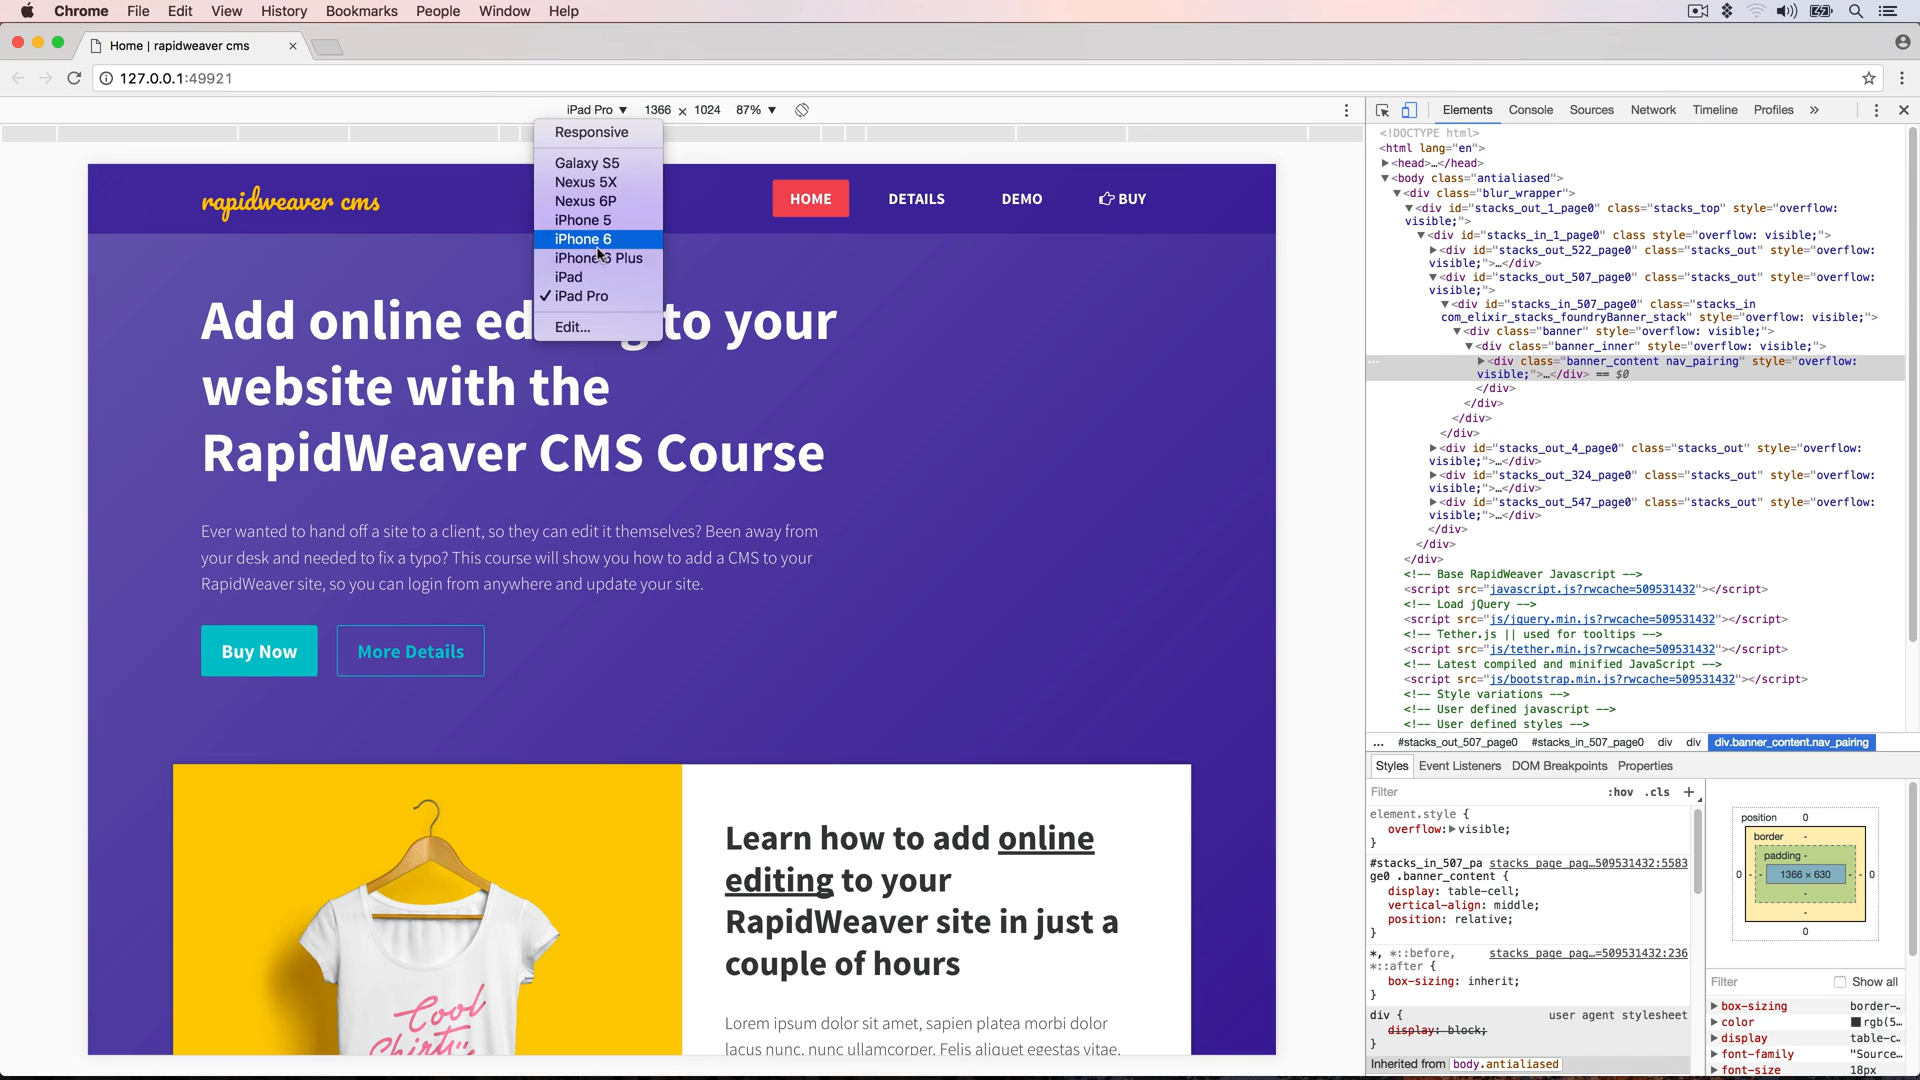 Chrome File Edit View History Bookmarks People Window Help
Home | rapidweaver cms
127.0.0.1:49921
iPad Pro ▼ 1366 × 1024 87% ▼
Responsive
Galaxy S5
Nexus 5X
Nexus 6P
iPhone 5
iPhone 6
iPhone 6 Plus
iPad
✓ iPad Pro
Edit...
rapidweaver cms
HOME DETAILS DEMO BUY
Add online ed to your
website with the
RapidWeaver CMS Course
Ever wanted to hand off a site to a client, so they can edit it themselves? Been away from
your desk and needed to fix a typo? This course will show you how to add a CMS to your
RapidWeaver site, so you can login from anywhere and update your site.
Buy Now More Details
Learn how to add online
editing to your
RapidWeaver site in just a
couple of hours
Lorem ipsum dolor sit amet, sapien platea morbi dolor
lacus nunc, nunc ullamcorper. Felis aliquet egestas vitae,
Cool
Shirts
Elements Console Sources Network Timeline Profiles »
<!DOCTYPE html>
<html lang="en">
▶<head>…</head>
▼<body class="antialiased">
▼<div class="blur_wrapper">
▼<div id="stacks_out_1_page0" class="stacks_top" style="overflow:
visible;">
▼<div id="stacks_in_1_page0" class style="overflow: visible;">
▶<div id="stacks_out_522_page0" class="stacks_out" style="overflow:
visible;">…</div>
▼<div id="stacks_out_507_page0" class="stacks_out" style="overflow:
visible;">
▼<div id="stacks_in_507_page0" class="stacks_in
com_elixir_stacks_foundryBanner_stack" style="overflow: visible;">
▼<div class="banner" style="overflow: visible;">
▼<div class="banner_inner" style="overflow: visible;">
▶<div class="banner_content nav_pairing" style="overflow:
visible;">…</div> == $0
</div>
</div>
</div>
</div>
▶<div id="stacks_out_4_page0" class="stacks_out" style="overflow:
visible;">…</div>
▶<div id="stacks_out_324_page0" class="stacks_out" style="overflow:
visible;">…</div>
▶<div id="stacks_out_547_page0" class="stacks_out" style="overflow:
visible;">…</div>
</div>
</div>
</div>
<!-- Base RapidWeaver Javascript -->
<script src="javascript.js?rwcache=509531432"></script>
<!-- Load jQuery -->
<script src="js/jquery.min.js?rwcache=509531432"></script>
<!-- Tether.js || used for tooltips -->
<script src="js/tether.min.js?rwcache=509531432"></script>
<!-- Latest compiled and minified JavaScript -->
<script src="js/bootstrap.min.js?rwcache=509531432"></script>
<!-- Style variations -->
<!-- User defined javascript -->
<!-- User defined styles -->
... #stacks_out_507_page0 #stacks_in_507_page0 div div div.banner_content.nav_pairing
Styles Event Listeners DOM Breakpoints Properties
Filter :hov .cls +
element.style {
overflow:▶visible;
}
#stacks_in_507_pa stacks_page_pag…509531432:5583
ge0 .banner_content {
display: table-cell;
vertical-align: middle;
position: relative;
}
*, *::before, stacks_page_pag…=509531432:236
*::after {
box-sizing: inherit;
}
div { user agent stylesheet
display: block;
}
Inherited from body.antialiased
position 0
border -
padding -
0 - - 1366 × 630 - - 0
-
-
0
Filter Show all
▶box-sizing border-…
▶color rgb(5…
▶display table-c…
▶font-family "Source…
▶font-size 18px